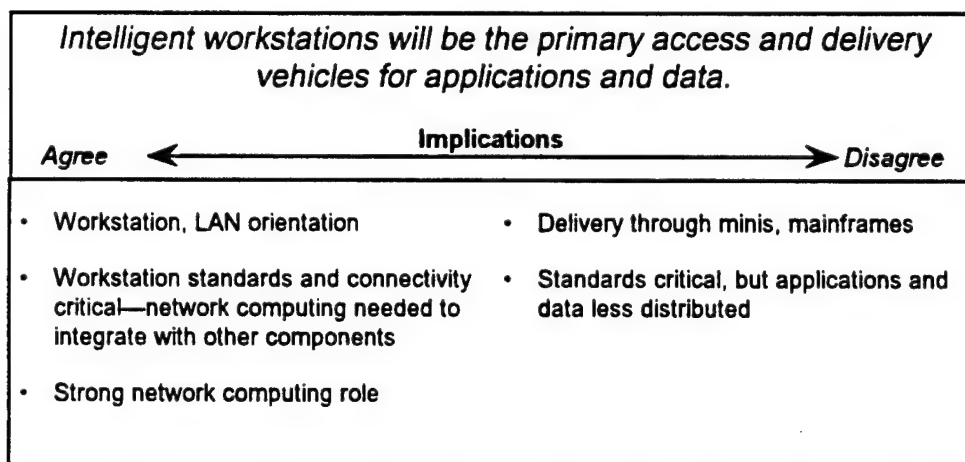 Intelligent workstations will be the primary access and delivery
vehicles for applications and data.
Implications
Agree
Disagree
• Workstation, LAN orientation
• Workstation standards and connectivity
critical—network computing needed to
integrate with other components
• Strong network computing role
• Delivery through minis, mainframes
• Standards critical, but applications and
data less distributed